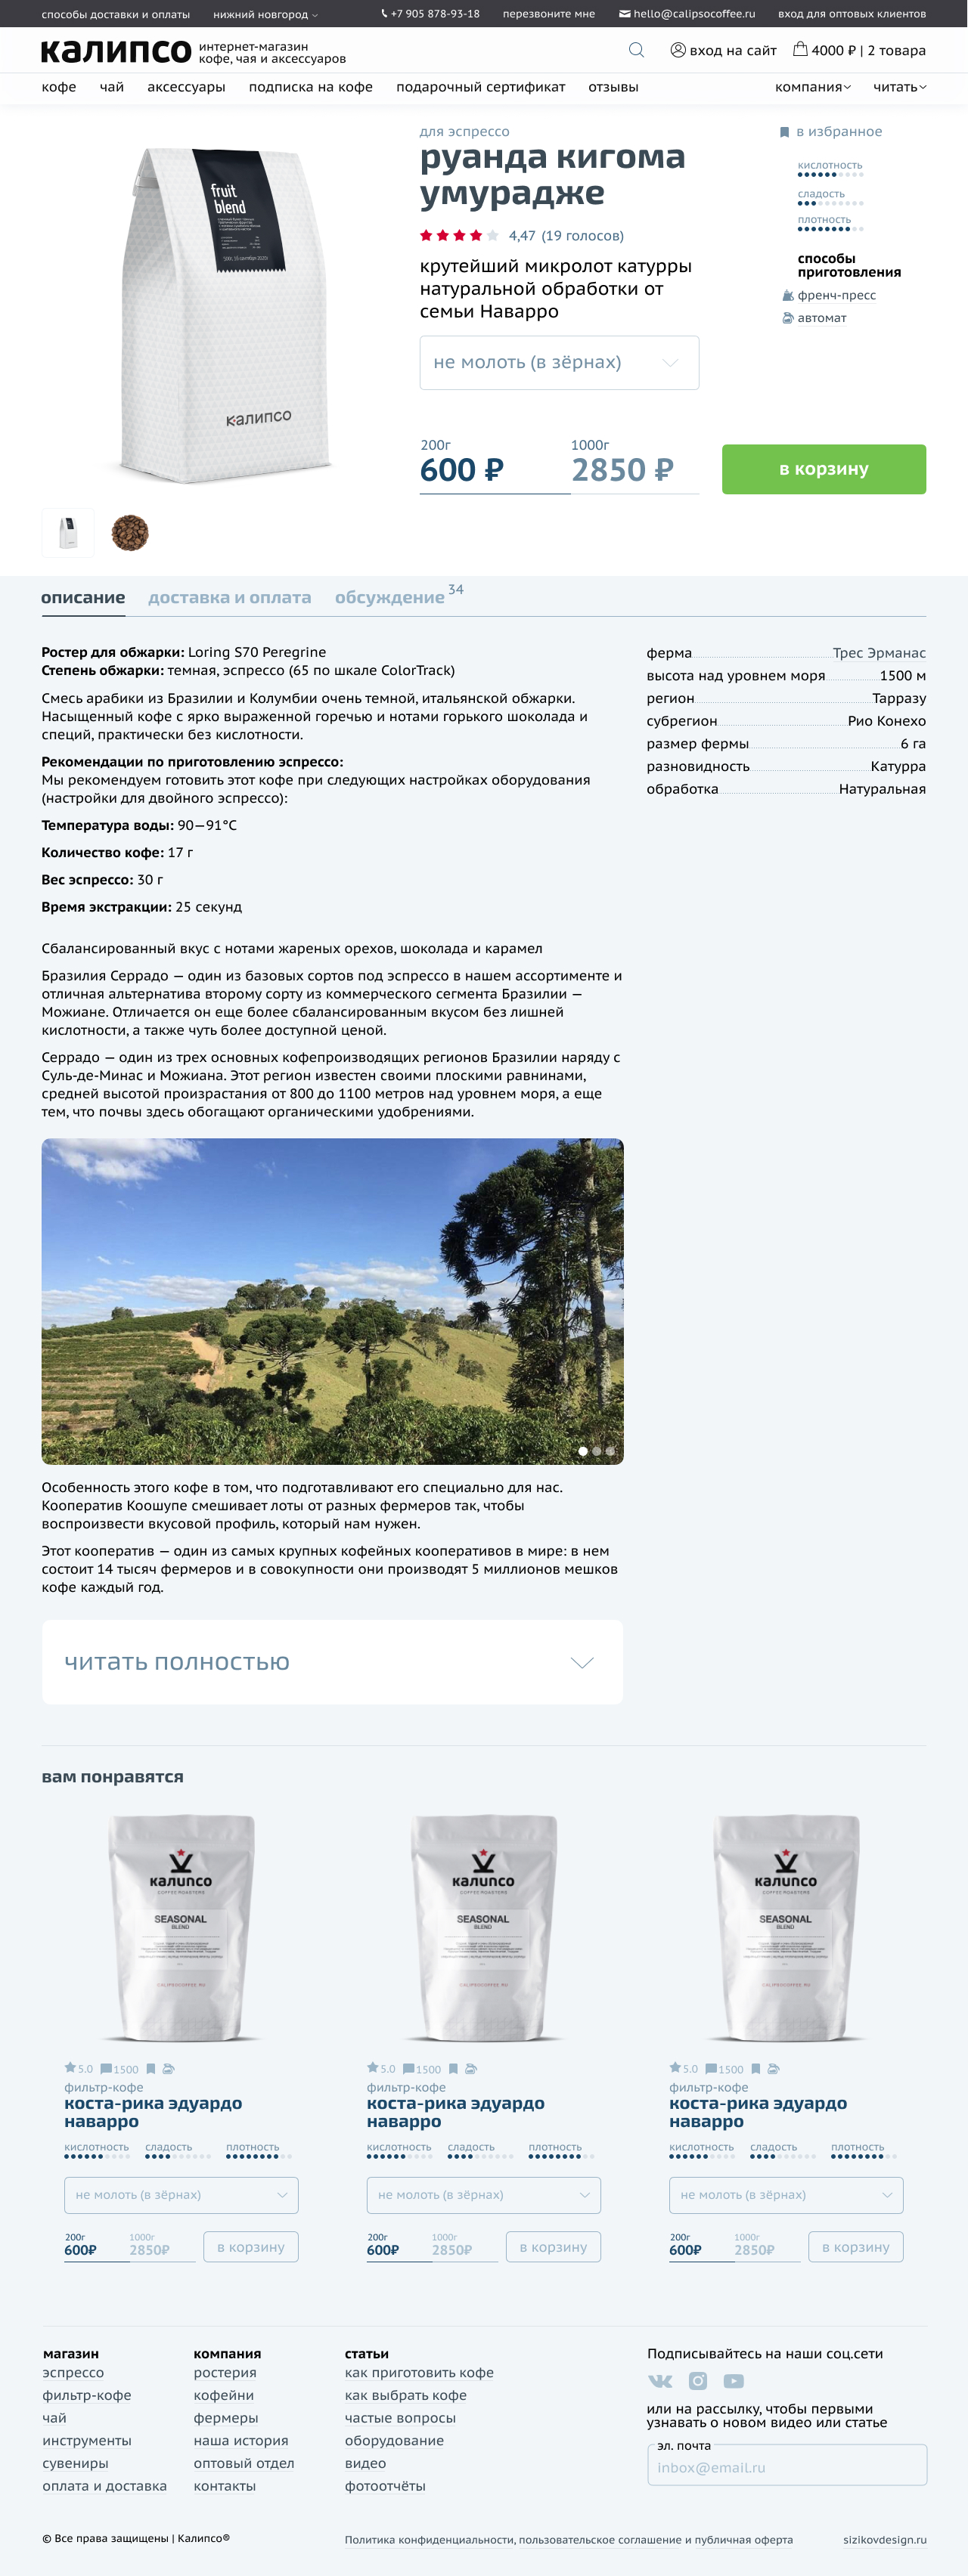 способы доставки и оплаты нижний новгород +7 905 878-93-18 перезвоните мне hello@calipsocoffee.ru вход для оптовых клиентов
калипсо интернет-магазин
кофе, чая и аксессуаров
вход на сайт 4000 ₽ | 2 товара
кофе чай аксессуары подписка на кофе подарочный сертификат отзывы компания читать
fruit
blend
калипсо
для эспрессо
руанда кигома
умурадже
4,47 (19 голосов)
крутейший микролот катурры
натуральной обработки от
семьи Наварро
не молоть (в зёрнах)
200г 1000г
600 ₽ 2850 ₽
в корзину
в избранное
кислотность
сладость
плотность
способы
приготовления
френч-пресс
автомат
описание доставка и оплата обсуждение 34
Ростер для обжарки: Loring S70 Peregrine
Степень обжарки: темная, эспрессо (65 по шкале ColorTrack)
Смесь арабики из Бразилии и Колумбии очень темной, итальянской обжарки.
Насыщенный кофе с ярко выраженной горечью и нотами горького шоколада и
специй, практически без кислотности.
Рекомендации по приготовлению эспрессо:
Мы рекомендуем готовить этот кофе при следующих настройках оборудования
(настройки для двойного эспрессо):
Температура воды: 90—91°С
Количество кофе: 17 г
Вес эспрессо: 30 г
Время экстракции: 25 секунд
Сбалансированный вкус с нотами жареных орехов, шоколада и карамел
Бразилия Серрадо — один из базовых сортов под эспрессо в нашем ассортименте и
отличная альтернатива второму сорту из коммерческого сегмента Бразилии —
Можиане. Отличается он еще более сбалансированным вкусом без лишней
кислотности, а также чуть более доступной ценой.
Серрадо — один из трех основных кофепроизводящих регионов Бразилии наряду с
Суль-де-Минас и Можиана. Этот регион известен своими плоскими равнинами,
средней высотой произрастания от 800 до 1100 метров над уровнем моря, а еще
тем, что почвы здесь обогащают органическими удобрениями.
ферма Трес Эрманас
высота над уровнем моря 1500 м
регион Тарразу
субрегион Рио Конехо
размер фермы 6 га
разновидность Катурра
обработка Натуральная
Особенность этого кофе в том, что подготавливают его специально для нас.
Кооператив Коошупе смешивает лоты от разных фермеров так, чтобы
воспроизвести вкусовой профиль, который нам нужен.
Этот кооператив — один из самых крупных кофейных кооперативов в мире: в нем
состоит 14 тысяч фермеров и в совокупности они производят 5 миллионов мешков
кофе каждый год.
читать полностью
вам понравятся
калипсо калипсо калипсо
COFFEE ROASTERS COFFEE ROASTERS COFFEE ROASTERS
SEASONAL SEASONAL SEASONAL
BLEND BLEND BLEND
CALIPSOCOFFEE.RU CALIPSOCOFFEE.RU CALIPSOCOFFEE.RU
5.0 1500 5.0 1500 5.0 1500
фильтр-кофе фильтр-кофе фильтр-кофе
коста-рика эдуардо коста-рика эдуардо коста-рика эдуардо
наварро наварро наварро
кислотность сладость плотность кислотность сладость плотность кислотность сладость плотность
не молоть (в зёрнах) не молоть (в зёрнах) не молоть (в зёрнах)
200г 1000г 200г 1000г 200г 1000г
600₽ 2850₽ в корзину 600₽ 2850₽ в корзину 600₽ 2850₽ в корзину
магазин
эспрессо
фильтр-кофе
чай
инструменты
сувениры
оплата и доставка
компания
ростерия
кофейни
фермеры
наша история
оптовый отдел
контакты
статьи
как приготовить кофе
как выбрать кофе
частые вопросы
оборудование
видео
фотоотчёты
Подписывайтесь на наши соц.сети
или на рассылку, чтобы первыми
узнавать о новом видео или статье
эл. почта
inbox@email.ru
© Все права защищены | Калипсо® Политика конфиденциальности, пользовательское соглашение и публичная оферта sizikovdesign.ru